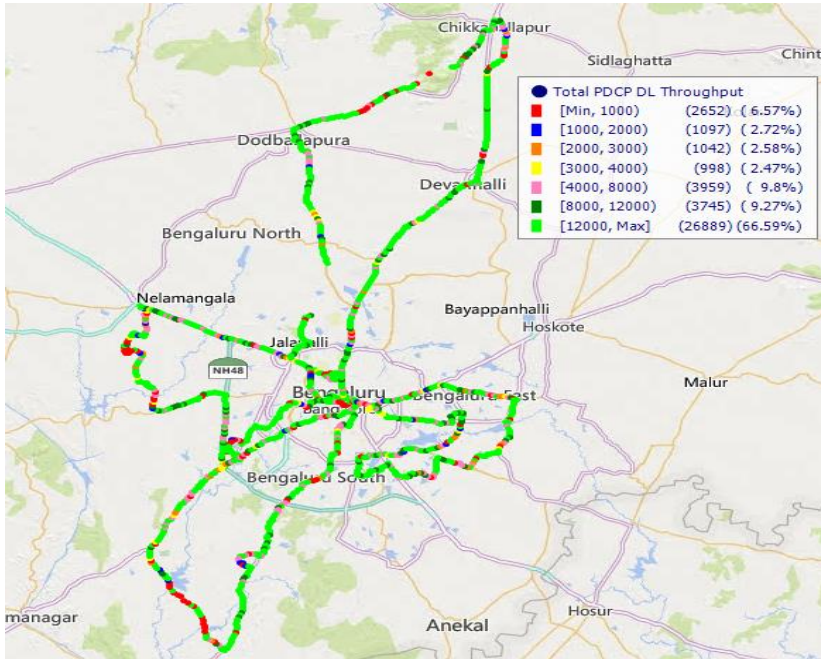 Chikkaballapur
Sidlaghatta
Total PDCP DL Throughput
[Min, 1000) (2652) ( 6.57%)
[1000, 2000) (1097) ( 2.72%)
[2000, 3000) (1042) ( 2.58%)
[3000, 4000) (998) ( 2.47%)
[4000, 8000) (3959) ( 9.8%)
[8000, 12000) (3745) ( 9.27%)
[12000, Max] (26889) (66.59%)
Chint
Dodballapura
Devanhalli
Bengaluru North
Nelamangala
Bayappanhalli
Hoskote
Jalahalli
NH48
Malur
Bengaluru
Bengaluru East
Bengaluru South
Hosur
manangar
Anekal